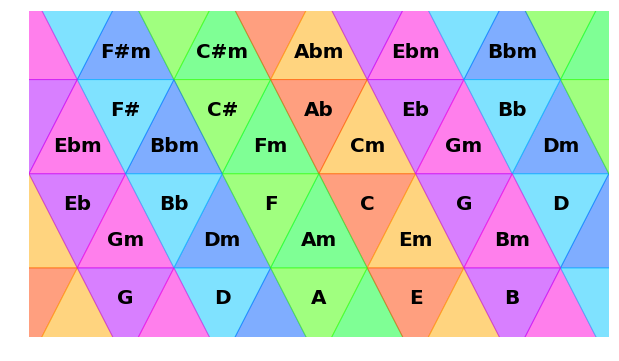 F#m C#m Abm Ebm Bbm
F# C# Ab Eb Bb
Ebm Bbm Fm Cm Gm Dm
Eb Bb F C G D
Gm Dm Am Em Bm
G D A E B